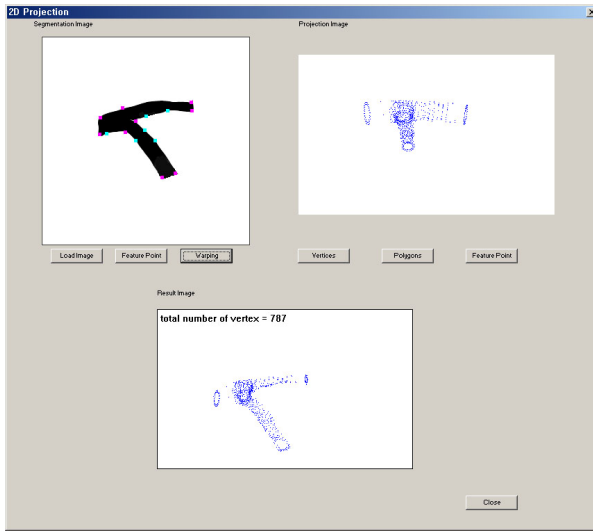 2D Projection
Segmentation Image
Projection Image
Load Image
Feature Point
Warping
Vertices
Polygons
Feature Point
Result Image
total number of vertex = 787
Close